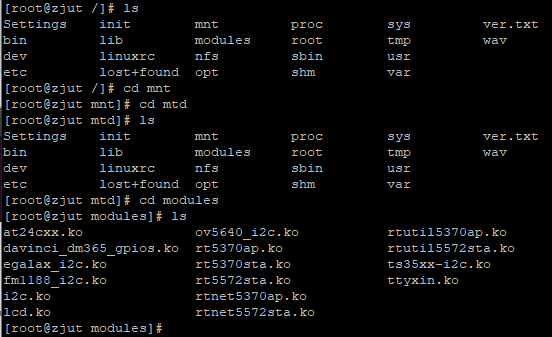 [root@zjut /]# ls
Settings init mnt proc sys ver.txt
bin lib modules root tmp wav
dev linuxrc nfs sbin usr
etc lost+found opt shm var
[root@zjut /]# cd mnt
[root@zjut mnt]# cd mtd
[root@zjut mtd]# ls
Settings init mnt proc sys ver.txt
bin lib modules root tmp wav
dev linuxrc nfs sbin usr
etc lost+found opt shm var
[root@zjut mtd]# cd modules
[root@zjut modules]# ls
at24cxx.ko ov5640_i2c.ko rtutil5370ap.ko
davinci_dm365_gpios.ko rt5370ap.ko rtutil5572sta.ko
egalax_i2c.ko rt5370sta.ko ts35xx-i2c.ko
fm1188_i2c.ko rt5572sta.ko ttyxin.ko
i2c.ko rtnet5370ap.ko
lcd.ko rtnet5572sta.ko
[root@zjut modules]#